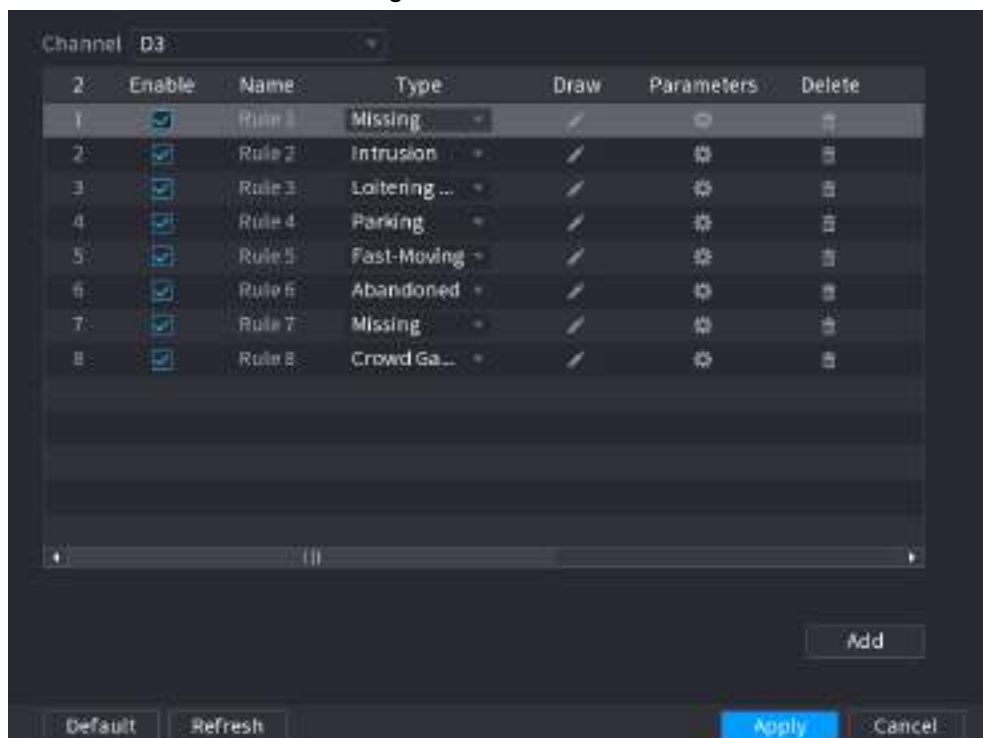 Channel D3
2 Enable Name Type Draw Parameters Delete
1 Rule 1 Missing
2 Rule 2 Intrusion
3 Rule 3 Loitering ...
4 Rule 4 Parking
5 Rule 5 Fast-Moving
6 Rule 6 Abandoned
7 Rule 7 Missing
8 Rule 8 Crowd Ga...
Add
Default Refresh Apply Cancel